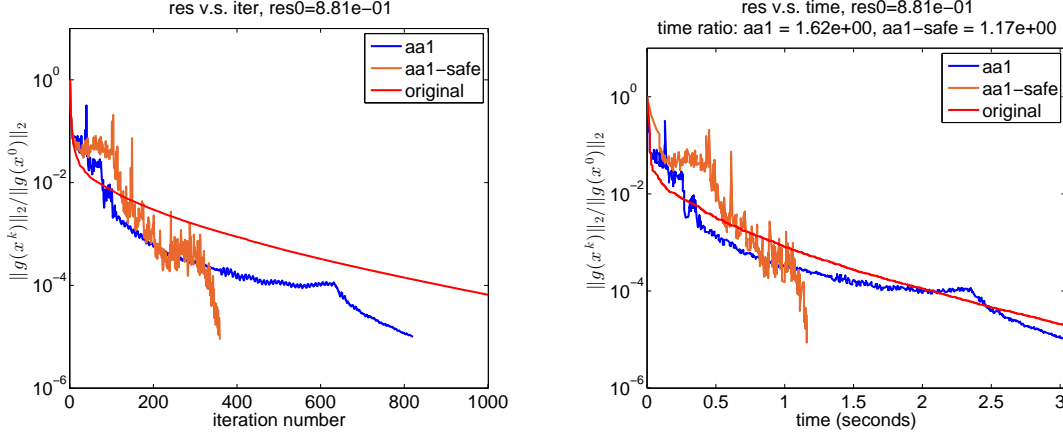 res v.s. iter, res0=8.81e−01
aa1
aa1−safe
original
10^0
10^−2
10^−4
10^−6
||g(x^k)||_2/||g(x^0)||_2
0 200 400 600 800 1000
iteration number
res v.s. time, res0=8.81e−01
time ratio: aa1 = 1.62e+00, aa1−safe = 1.17e+00
aa1
aa1−safe
original
10^0
10^−2
10^−4
10^−6
||g(x^k)||_2/||g(x^0)||_2
0 0.5 1 1.5 2 2.5 3
time (seconds)